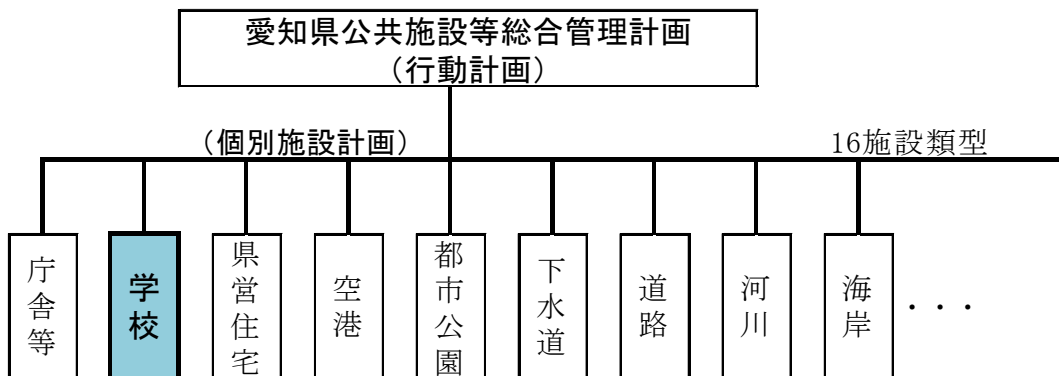 愛知県公共施設等総合管理計画
（行動計画）
（個別施設計画）
16施設類型
庁舎等
学校
県営住宅
空港
都市公園
下水道
道路
河川
海岸
・・・